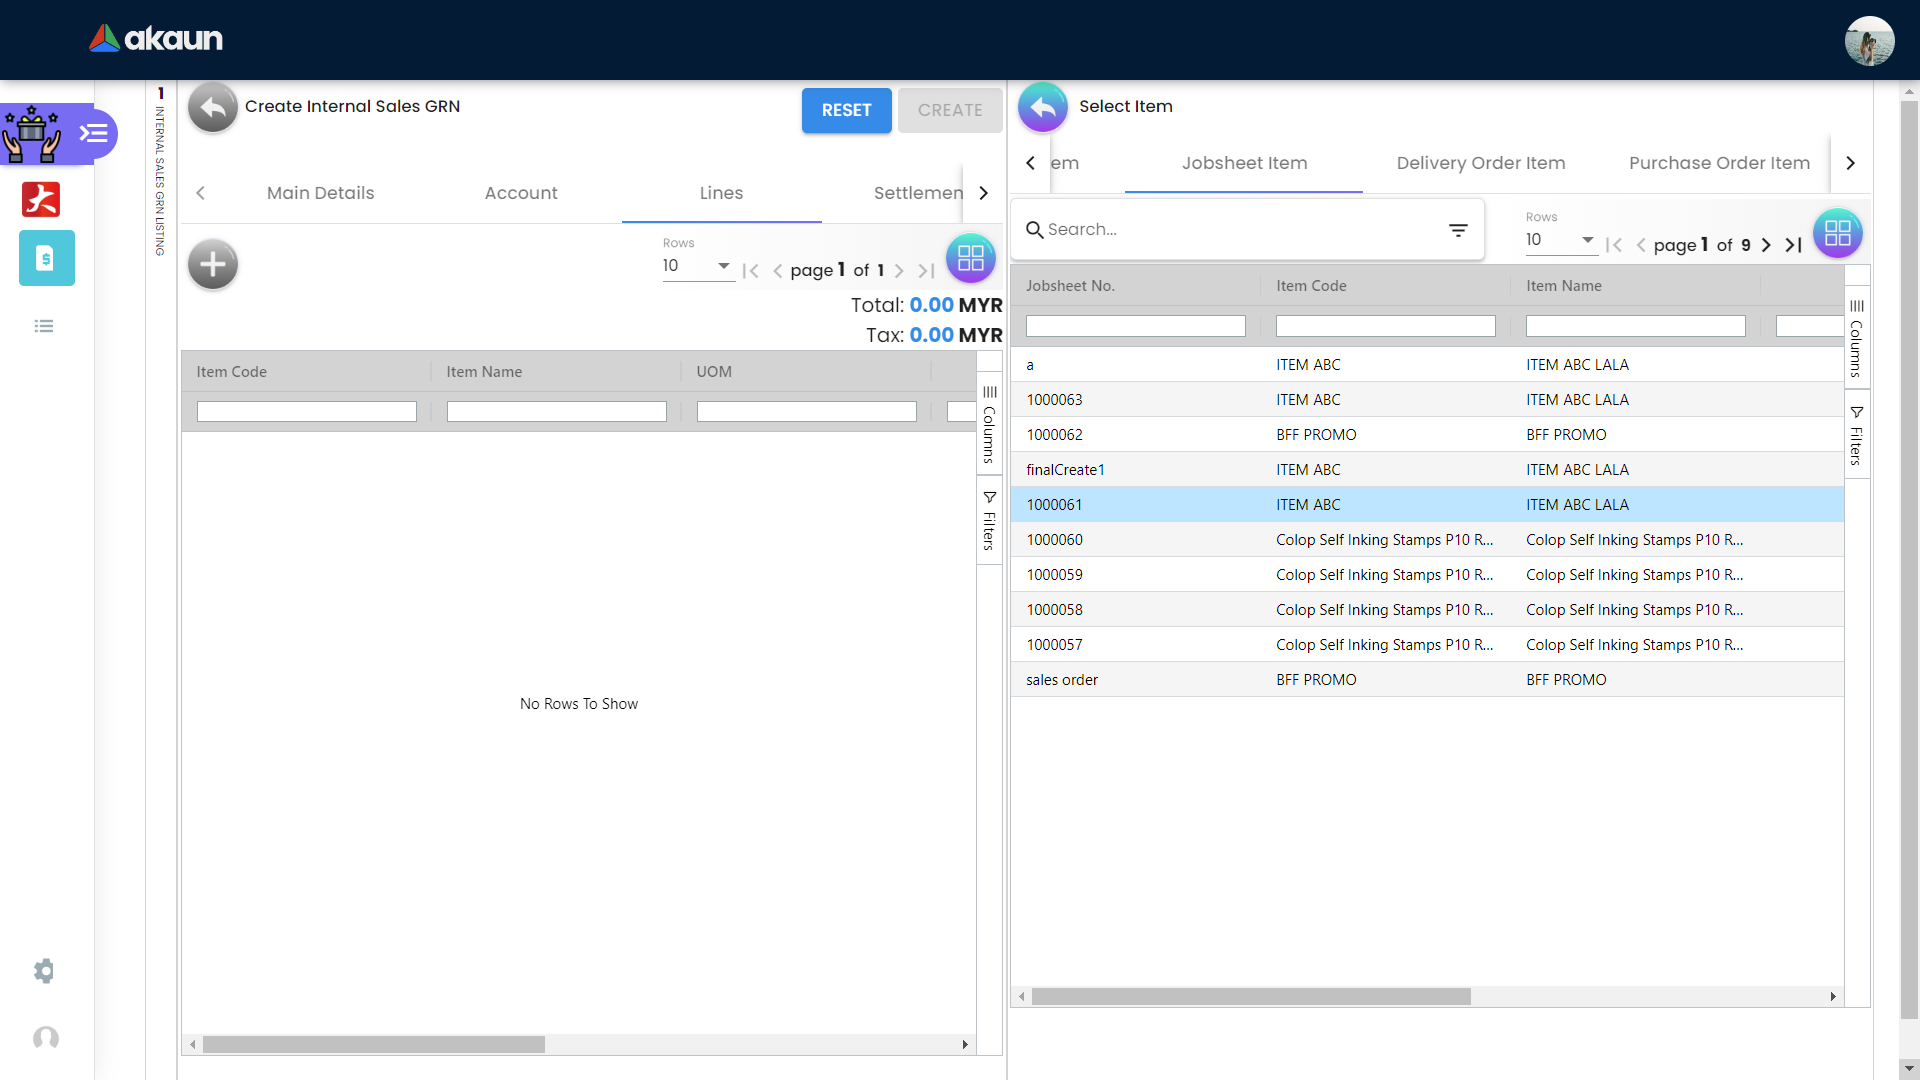 akaun
1 INTERNAL SALES GRN LISTING
Create Internal Sales GRN
RESET
CREATE
Main Details
Account
Lines
Settlemen
Rows
10
page 1 of 1
Total: 0.00 MYR
Tax: 0.00 MYR
Item Code
Item Name
UOM
Columns
Filters
No Rows To Show
Select Item
em
Jobsheet Item
Delivery Order Item
Purchase Order Item
Search...
Rows
10
page 1 of 9
Jobsheet No. Item Code Item Name
a ITEM ABC ITEM ABC LALA
1000063 ITEM ABC ITEM ABC LALA
1000062 BFF PROMO BFF PROMO
finalCreate1 ITEM ABC ITEM ABC LALA
1000061 ITEM ABC ITEM ABC LALA
1000060 Colop Self Inking Stamps P10 R... Colop Self Inking Stamps P10 R...
1000059 Colop Self Inking Stamps P10 R... Colop Self Inking Stamps P10 R...
1000058 Colop Self Inking Stamps P10 R... Colop Self Inking Stamps P10 R...
1000057 Colop Self Inking Stamps P10 R... Colop Self Inking Stamps P10 R...
sales order BFF PROMO BFF PROMO
Columns
Filters